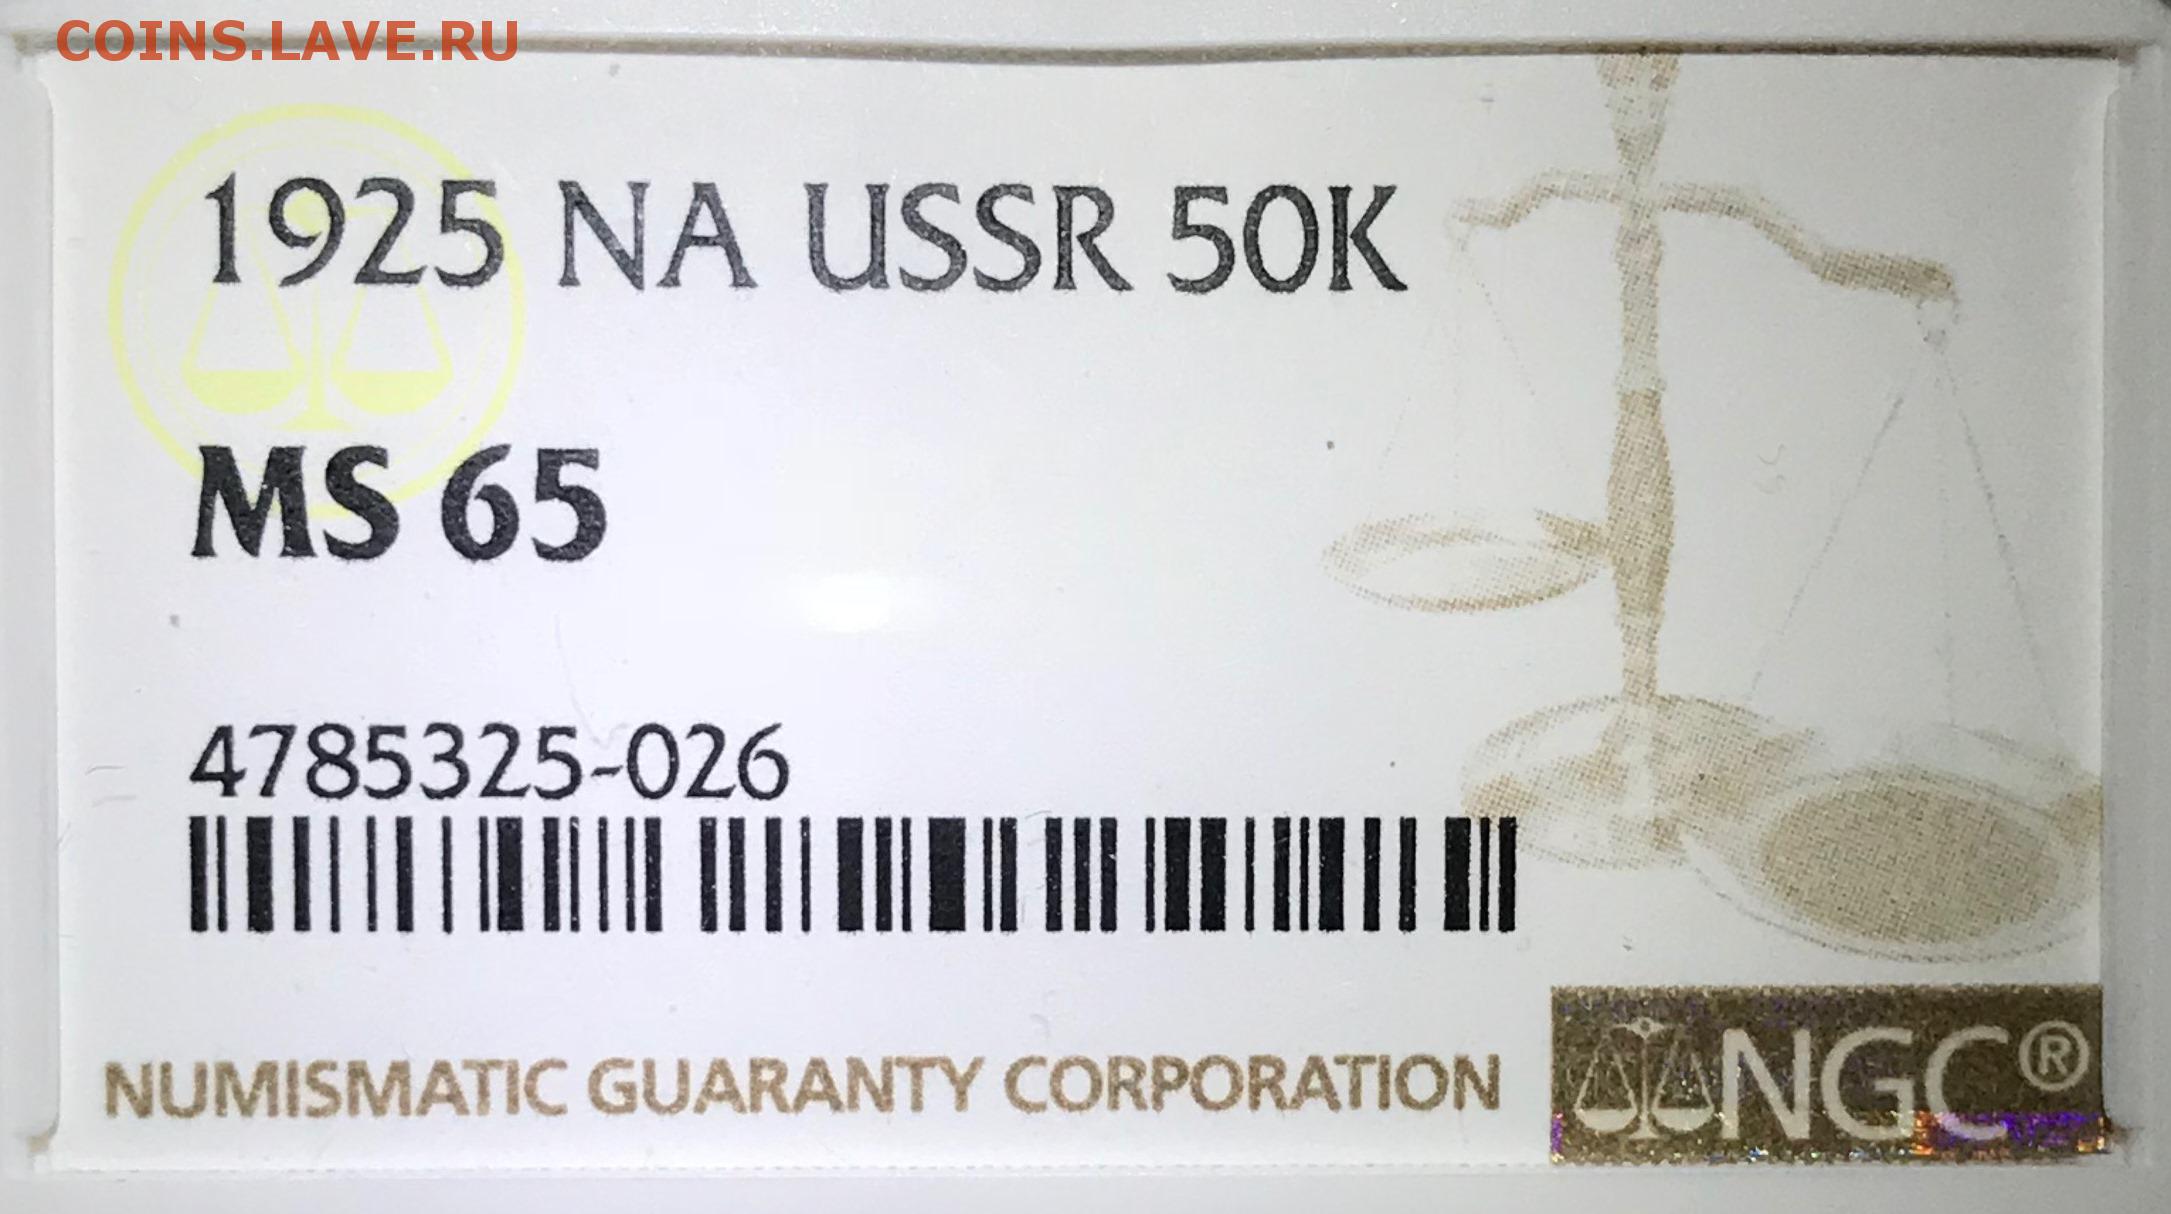 COINS.LAVE.RU
1925 NA USSR 50K
MS 65
4785325-026
NUMISMATIC GUARANTY CORPORATION
NGC®